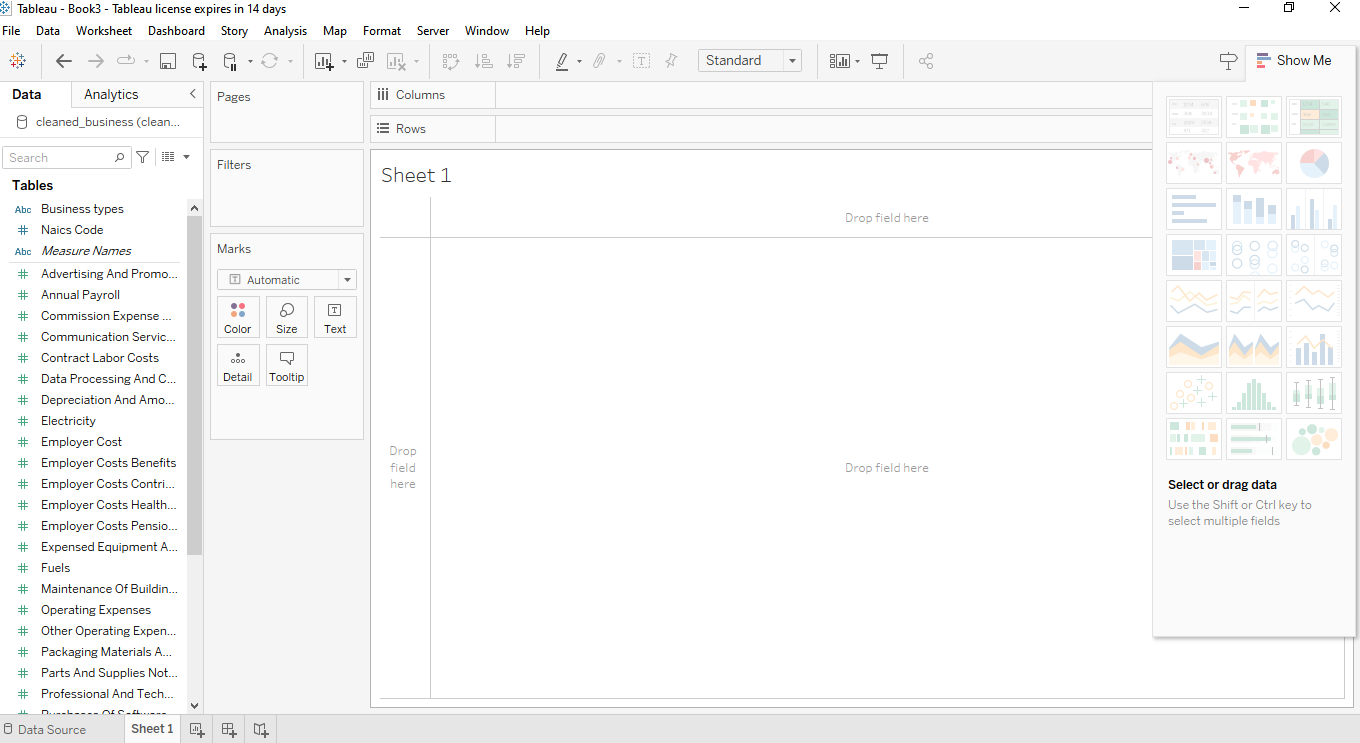 Tableau - Book3 - Tableau license expires in 14 days
File Data Worksheet Dashboard Story Analysis Map Format Server Window Help
Standard
Show Me
Data Analytics
cleaned_business (clean...
Search
Tables
Abc Business types
# Naics Code
Abc Measure Names
# Advertising And Promo...
# Annual Payroll
# Commission Expense ...
# Communication Servic...
# Contract Labor Costs
# Data Processing And C...
# Depreciation And Amo...
# Electricity
# Employer Cost
# Employer Costs Benefits
# Employer Costs Contri...
# Employer Costs Health...
# Employer Costs Pensio...
# Expensed Equipment A...
# Fuels
# Maintenance Of Buildin...
# Operating Expenses
# Other Operating Expen...
# Packaging Materials A...
# Parts And Supplies Not...
# Professional And Tech...
Pages
Filters
Marks
Automatic
Color Size Text
Detail Tooltip
Columns
Rows
Sheet 1
Drop field here
Drop
field
here
Drop field here
Select or drag data
Use the Shift or Ctrl key to
select multiple fields
Data Source Sheet 1